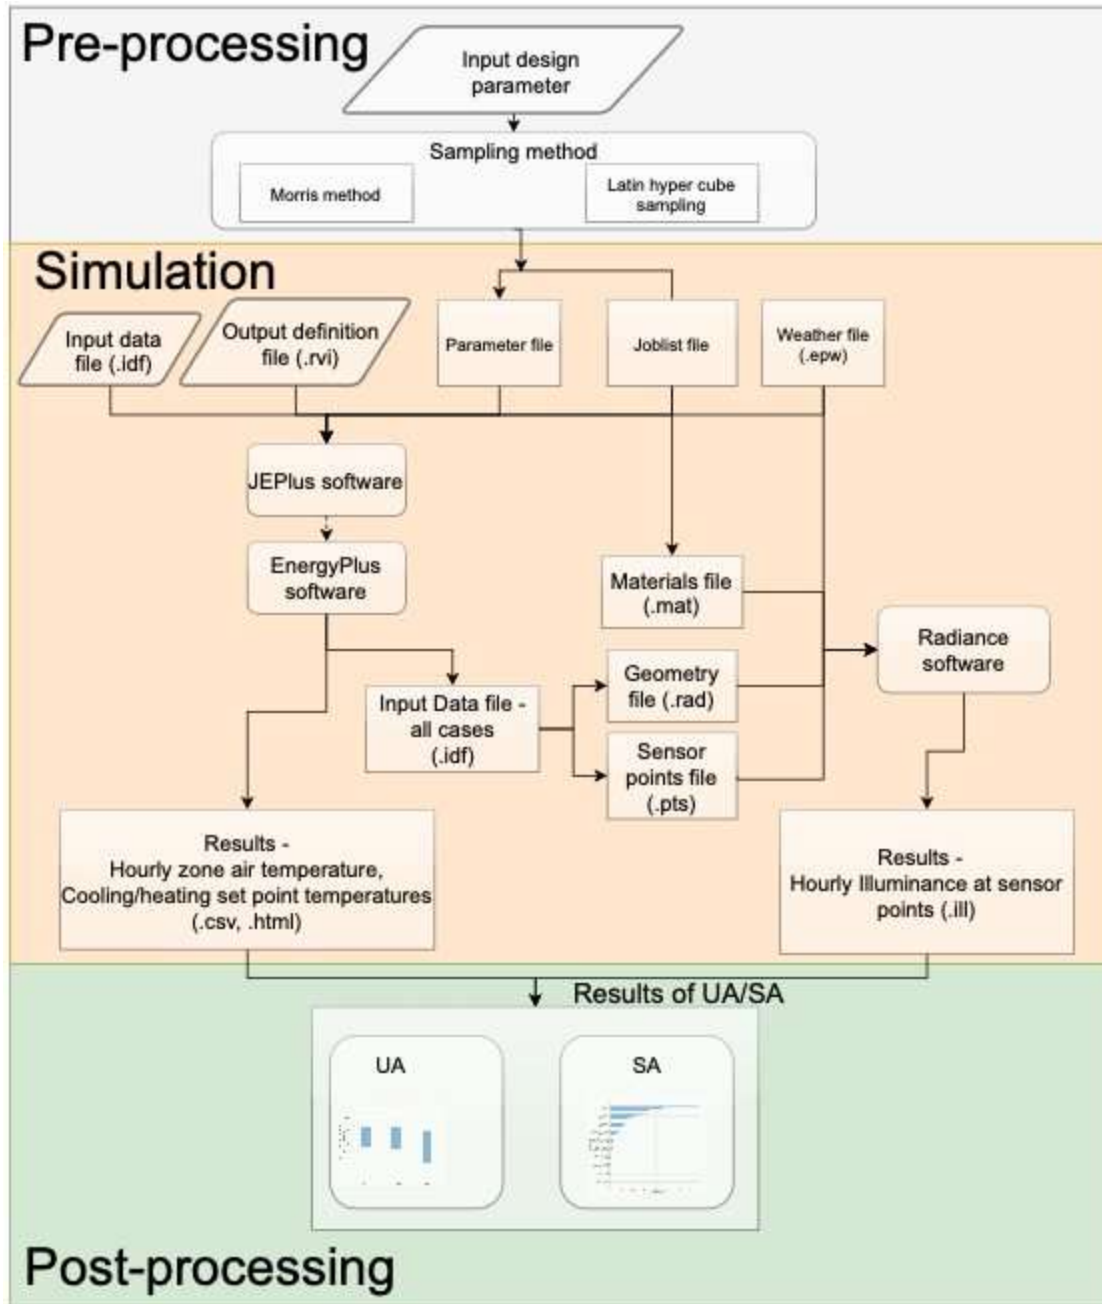 Pre-processing
Input design
parameter
Sampling method
Morris method
Latin hyper cube
sampling
Simulation
Input data
file (.idf)
Output definition
file (.rvi)
Parameter file
Joblist file
Weather file
(.epw)
JEPlus software
EnergyPlus
software
Materials file
(.mat)
Radiance
software
Geometry
file (.rad)
Input Data file -
all cases
(.idf)
Sensor
points file
(.pts)
Results -
Hourly zone air temperature,
Cooling/heating set point temperatures
(.csv, .html)
Results -
Hourly Illuminance at sensor
points (.ill)
Results of UA/SA
UA
SA
Post-processing